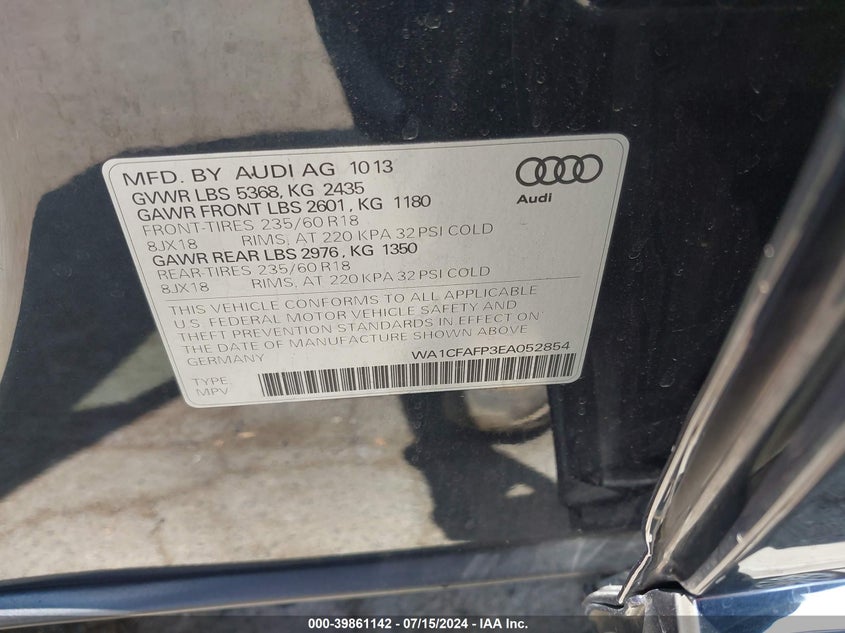 MFD. BY AUDI AG 10 13
GVWR LBS 5368, KG 2435
GAWR FRONT LBS 2601, KG 1180
FRONT-TIRES 235/60 R18
8JX18 RIMS, AT 220 KPA 32 PSI COLD
GAWR REAR LBS 2976, KG 1350
REAR-TIRES 235/60 R18
8JX18 RIMS, AT 220 KPA 32 PSI COLD
THIS VEHICLE CONFORMS TO ALL APPLICABLE
U.S. FEDERAL MOTOR VEHICLE SAFETY AND
THEFT PREVENTION STANDARDS IN EFFECT ON
THE DATE OF MANUFACTURE SHOWN ABOVE
GERMANY WA1CFAFP3EA052854
TYPE:
MPV
Audi
000-39861142 - 07/15/2024 - IAA Inc.